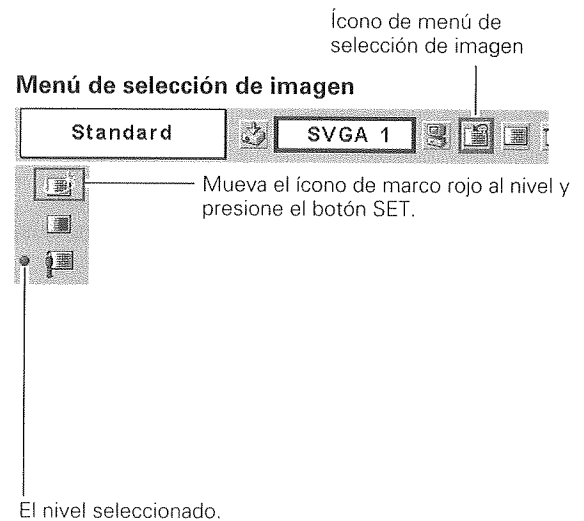 Ícono de menú de
selección de imagen
Menú de selección de imagen
Standard
SVGA 1
Mueva el ícono de marco rojo al nivel y
presione el botón SET.
El nivel seleccionado.